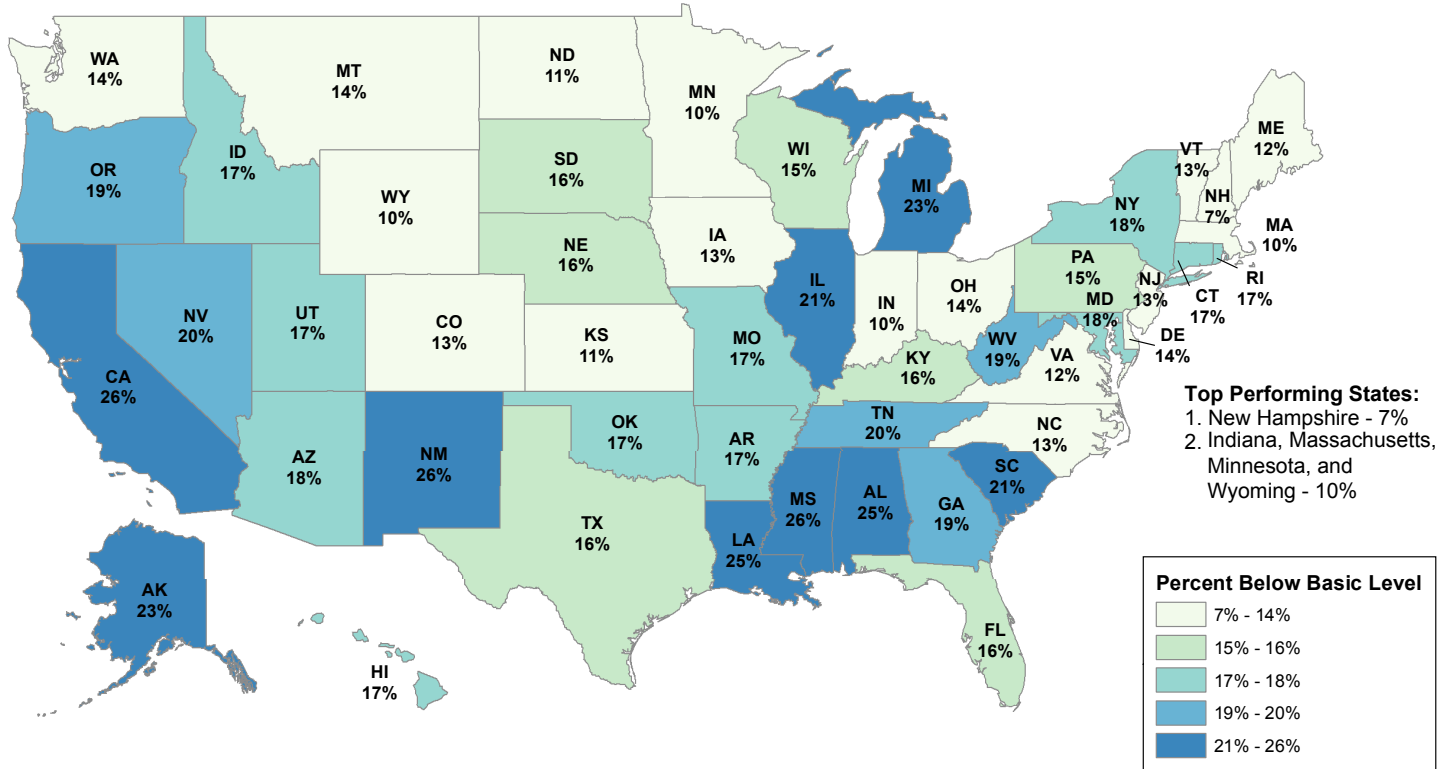 WA
14%
MT
14%
ND
11%
MN
10%
ME
12%
VT
13%
NH
7%
OR
19%
ID
17%
SD
16%
WI
15%
MI
23%
NY
18%
MA
10%
WY
10%
IA
13%
NE
16%
PA
15%
NJ
13%
RI
17%
CT
17%
NV
20%
UT
17%
CO
13%
KS
11%
MO
17%
IL
21%
IN
10%
OH
14%
MD
18%
WV
19%
VA
12%
DE
14%
KY
16%
CA
26%
AZ
18%
NM
26%
OK
17%
AR
17%
TN
20%
NC
13%
SC
21%
TX
16%
LA
25%
MS
26%
AL
25%
GA
19%
FL
16%
AK
23%
HI
17%
Top Performing States:
1. New Hampshire - 7%
2. Indiana, Massachusetts,
Minnesota, and
Wyoming - 10%
Percent Below Basic Level
7% - 14%
15% - 16%
17% - 18%
19% - 20%
21% - 26%